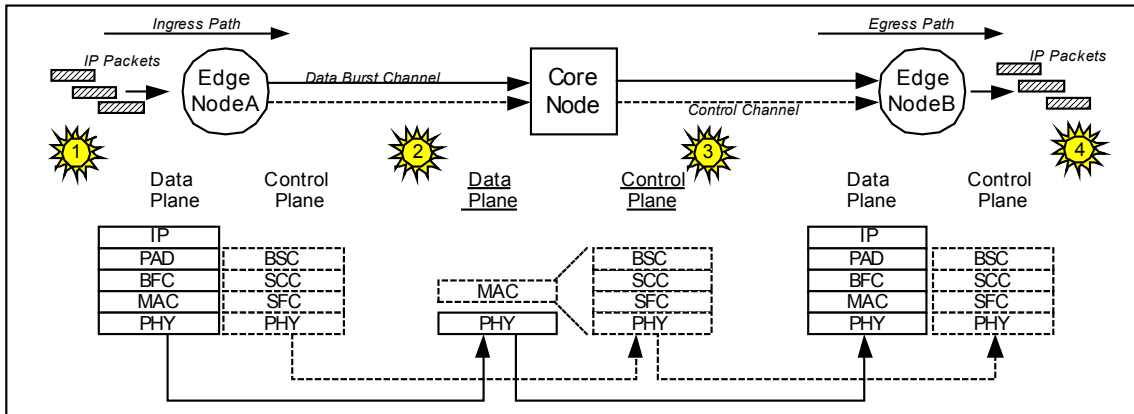 Ingress Path
Egress Path
IP Packets
Edge
NodeA
Data Burst Channel
Core
Node
Control Channel
Edge
NodeB
IP Packets
1
2
3
4
Data
Plane
Control
Plane
Data
Plane
Control
Plane
Data
Plane
Control
Plane
IP
PAD
BFC
MAC
PHY
BSC
SCC
SFC
PHY
MAC
PHY
BSC
SCC
SFC
PHY
IP
PAD
BFC
MAC
PHY
BSC
SCC
SFC
PHY